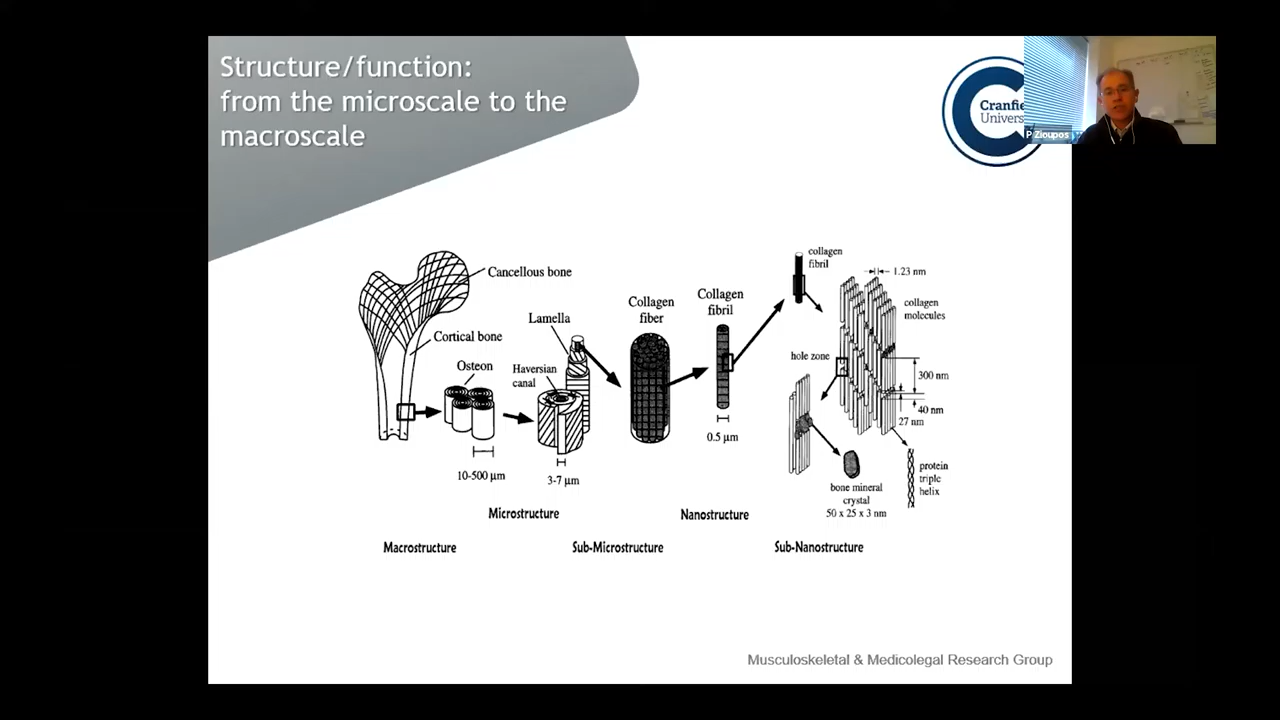 Structure/function:
from the microscale to the
macroscale
Cranfie
Univers
P Zioupos
Cancellous bone
Cortical bone
Osteon
10-500 µm
Lamella
Haversian
canal
3-7 µm
Collagen
fiber
Collagen
fibril
0.5 µm
collagen
fibril
1.23 nm
collagen
molecules
hole zone
300 nm
40 nm
27 nm
bone mineral
crystal
50 x 25 x 3 nm
protein
triple
helix
Macrostructure
Microstructure
Sub-Microstructure
Nanostructure
Sub-Nanostructure
Musculoskeletal & Medicolegal Research Group